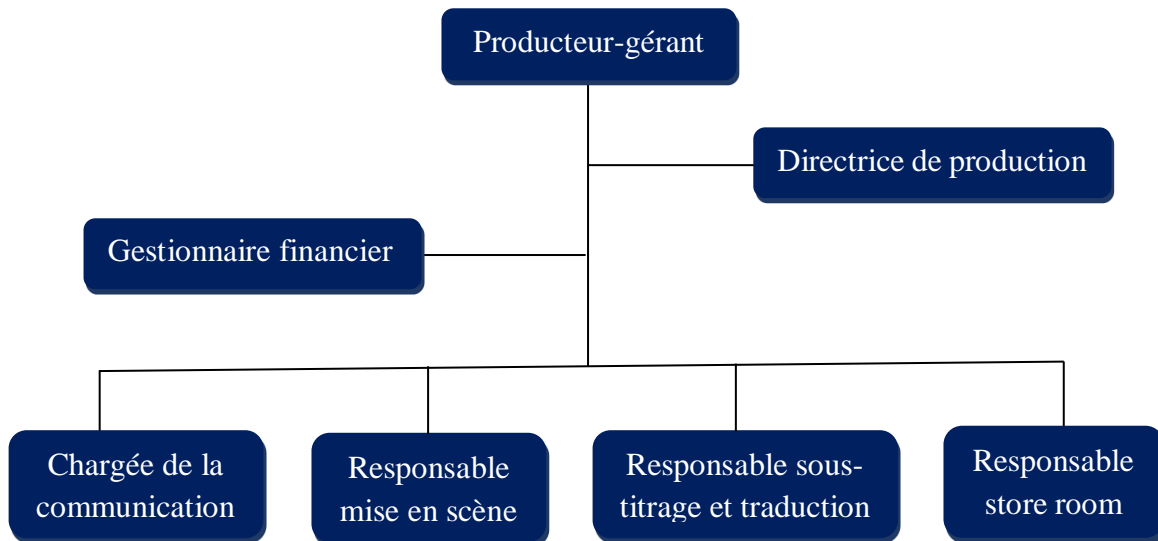 Producteur-gérant
Directrice de production
Gestionnaire financier
Chargée de la
communication
Responsable
mise en scène
Responsable sous-
titrage et traduction
Responsable
store room